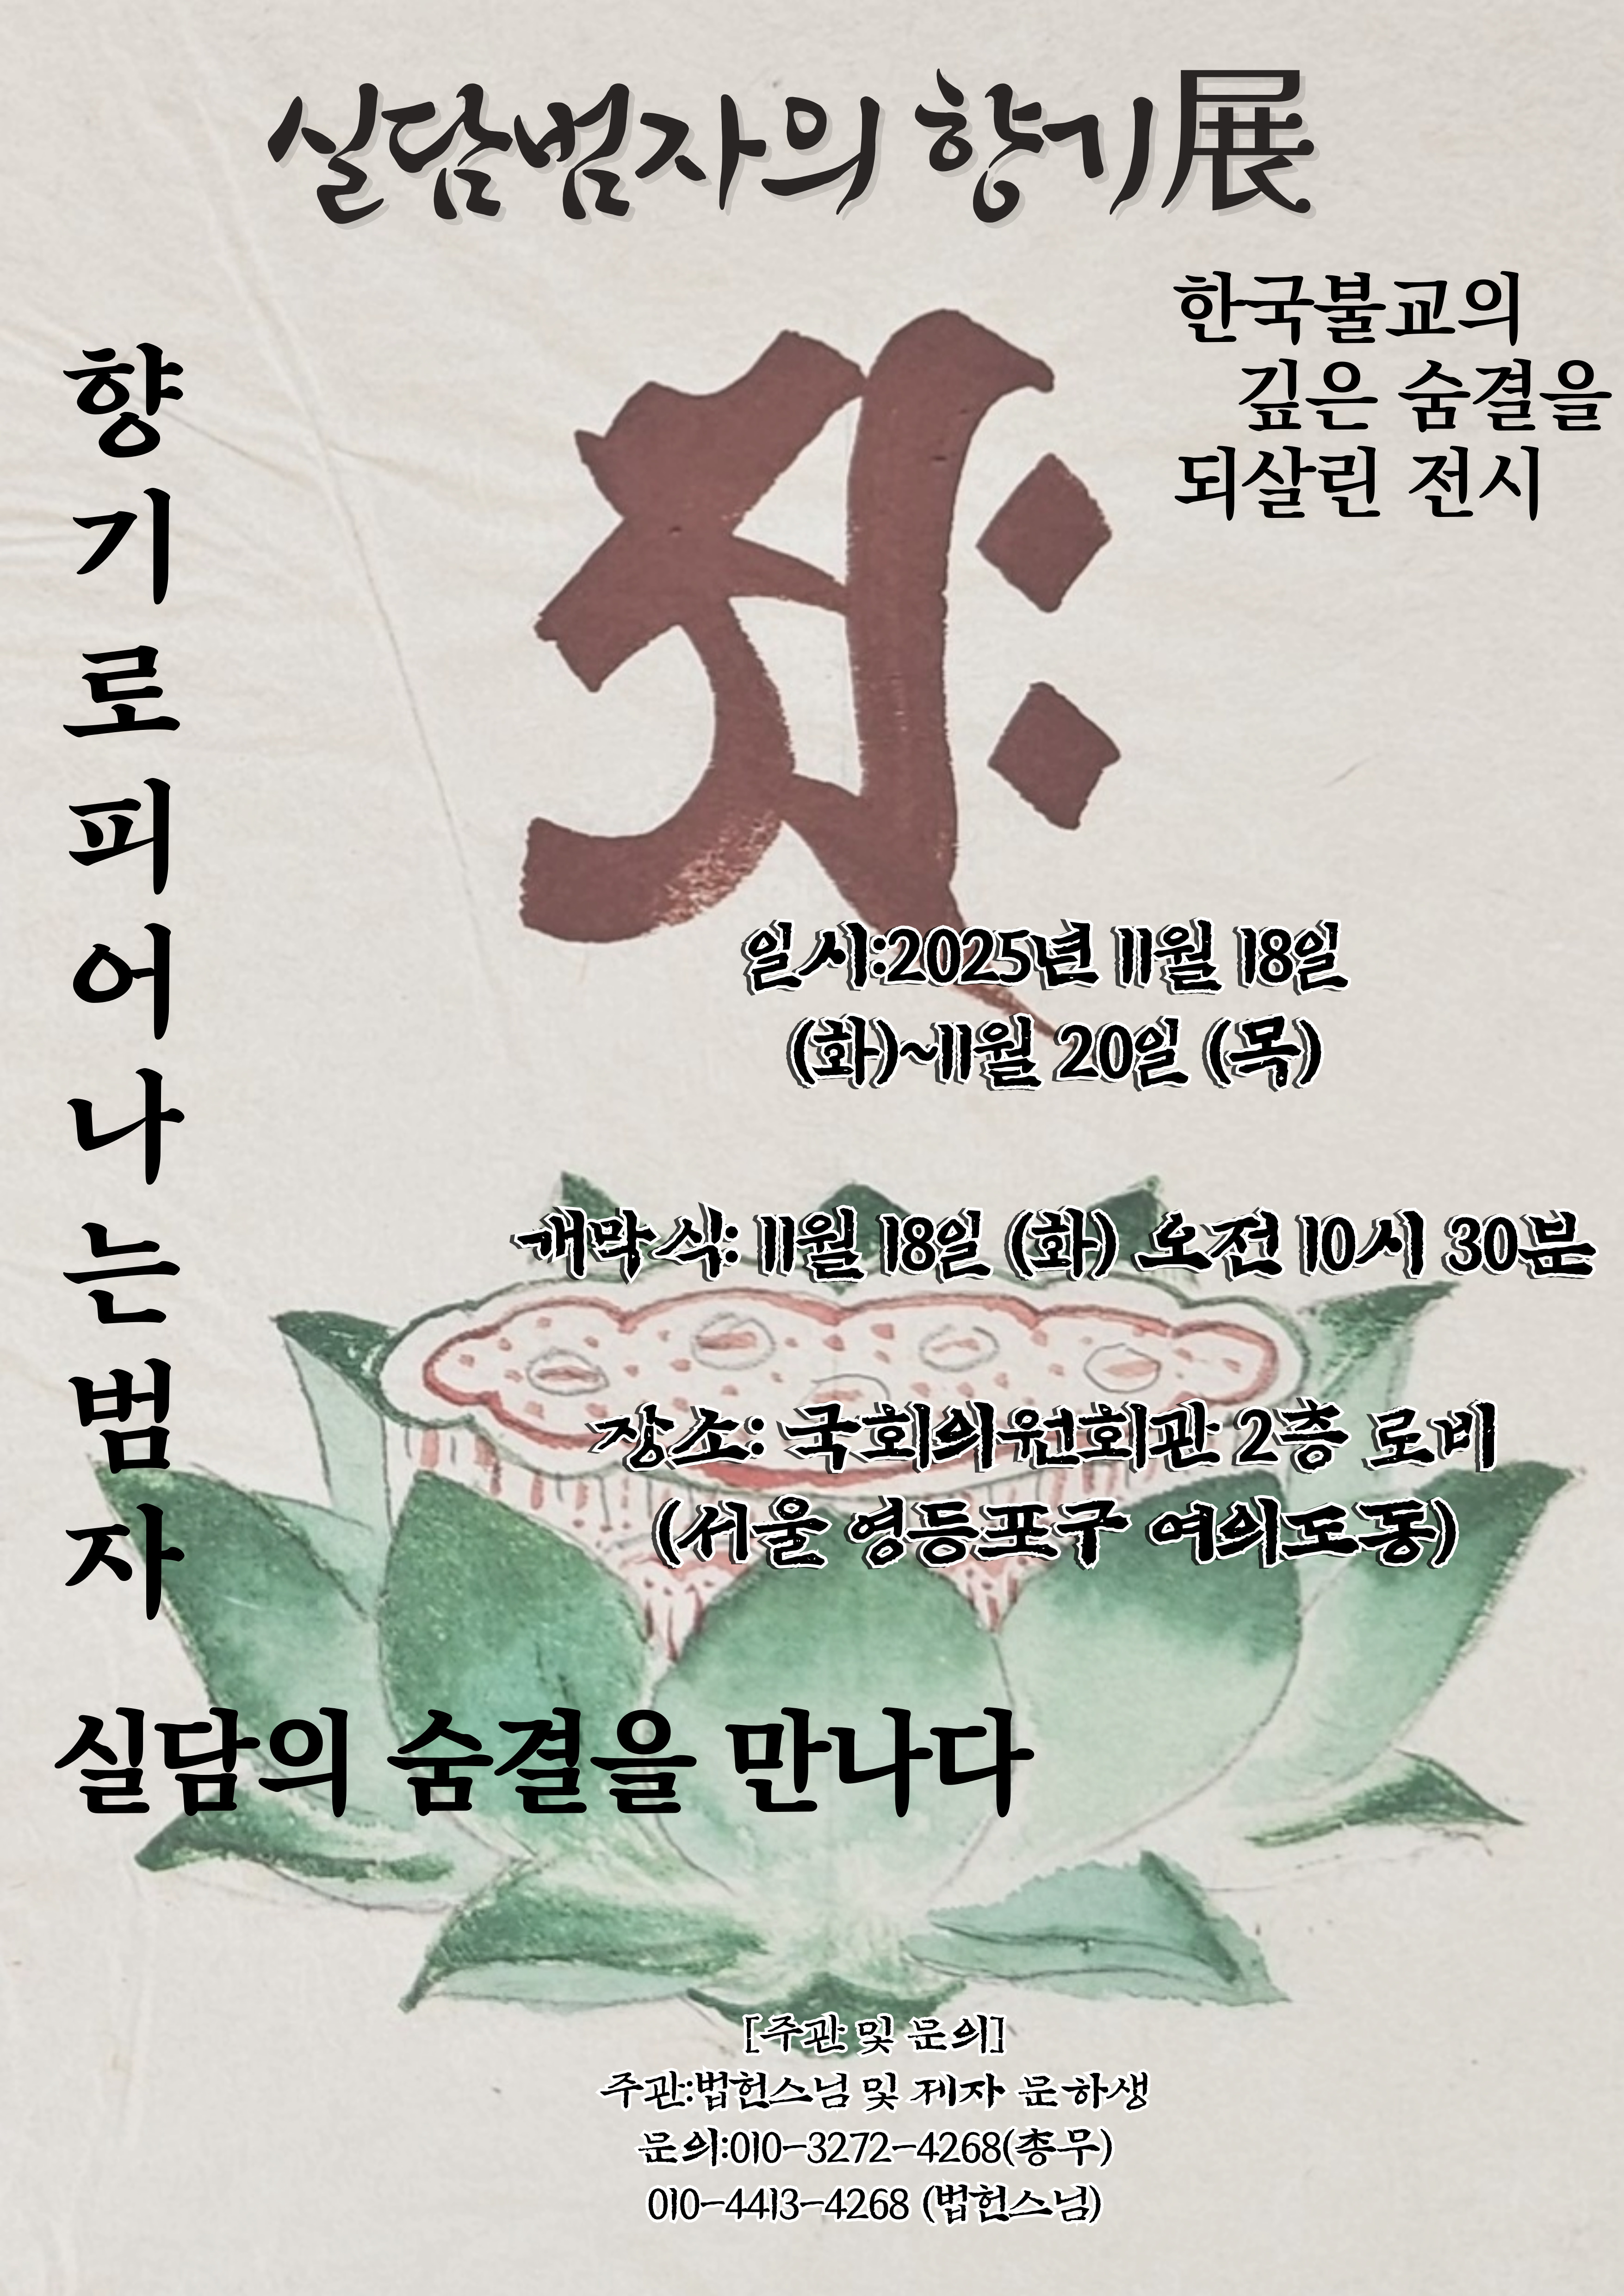 실담범자의 향기展
한국불교의
깊은 숨결을
되살린 전시
향기로피어나는범자
일시:2025년 11월 18일
(화)~11월 20일 (목)
개막식: 11월 18일 (화) 오전 10시 30분
장소: 국회의원회관 2층 로비
(서울 영등포구 여의도동)
실담의 숨결을 만나다
[주관 및 문의]
주관:법헌스님 및 제자 문하생
문의:010-3272-4268(총무)
010-4413-4268 (법헌스님)